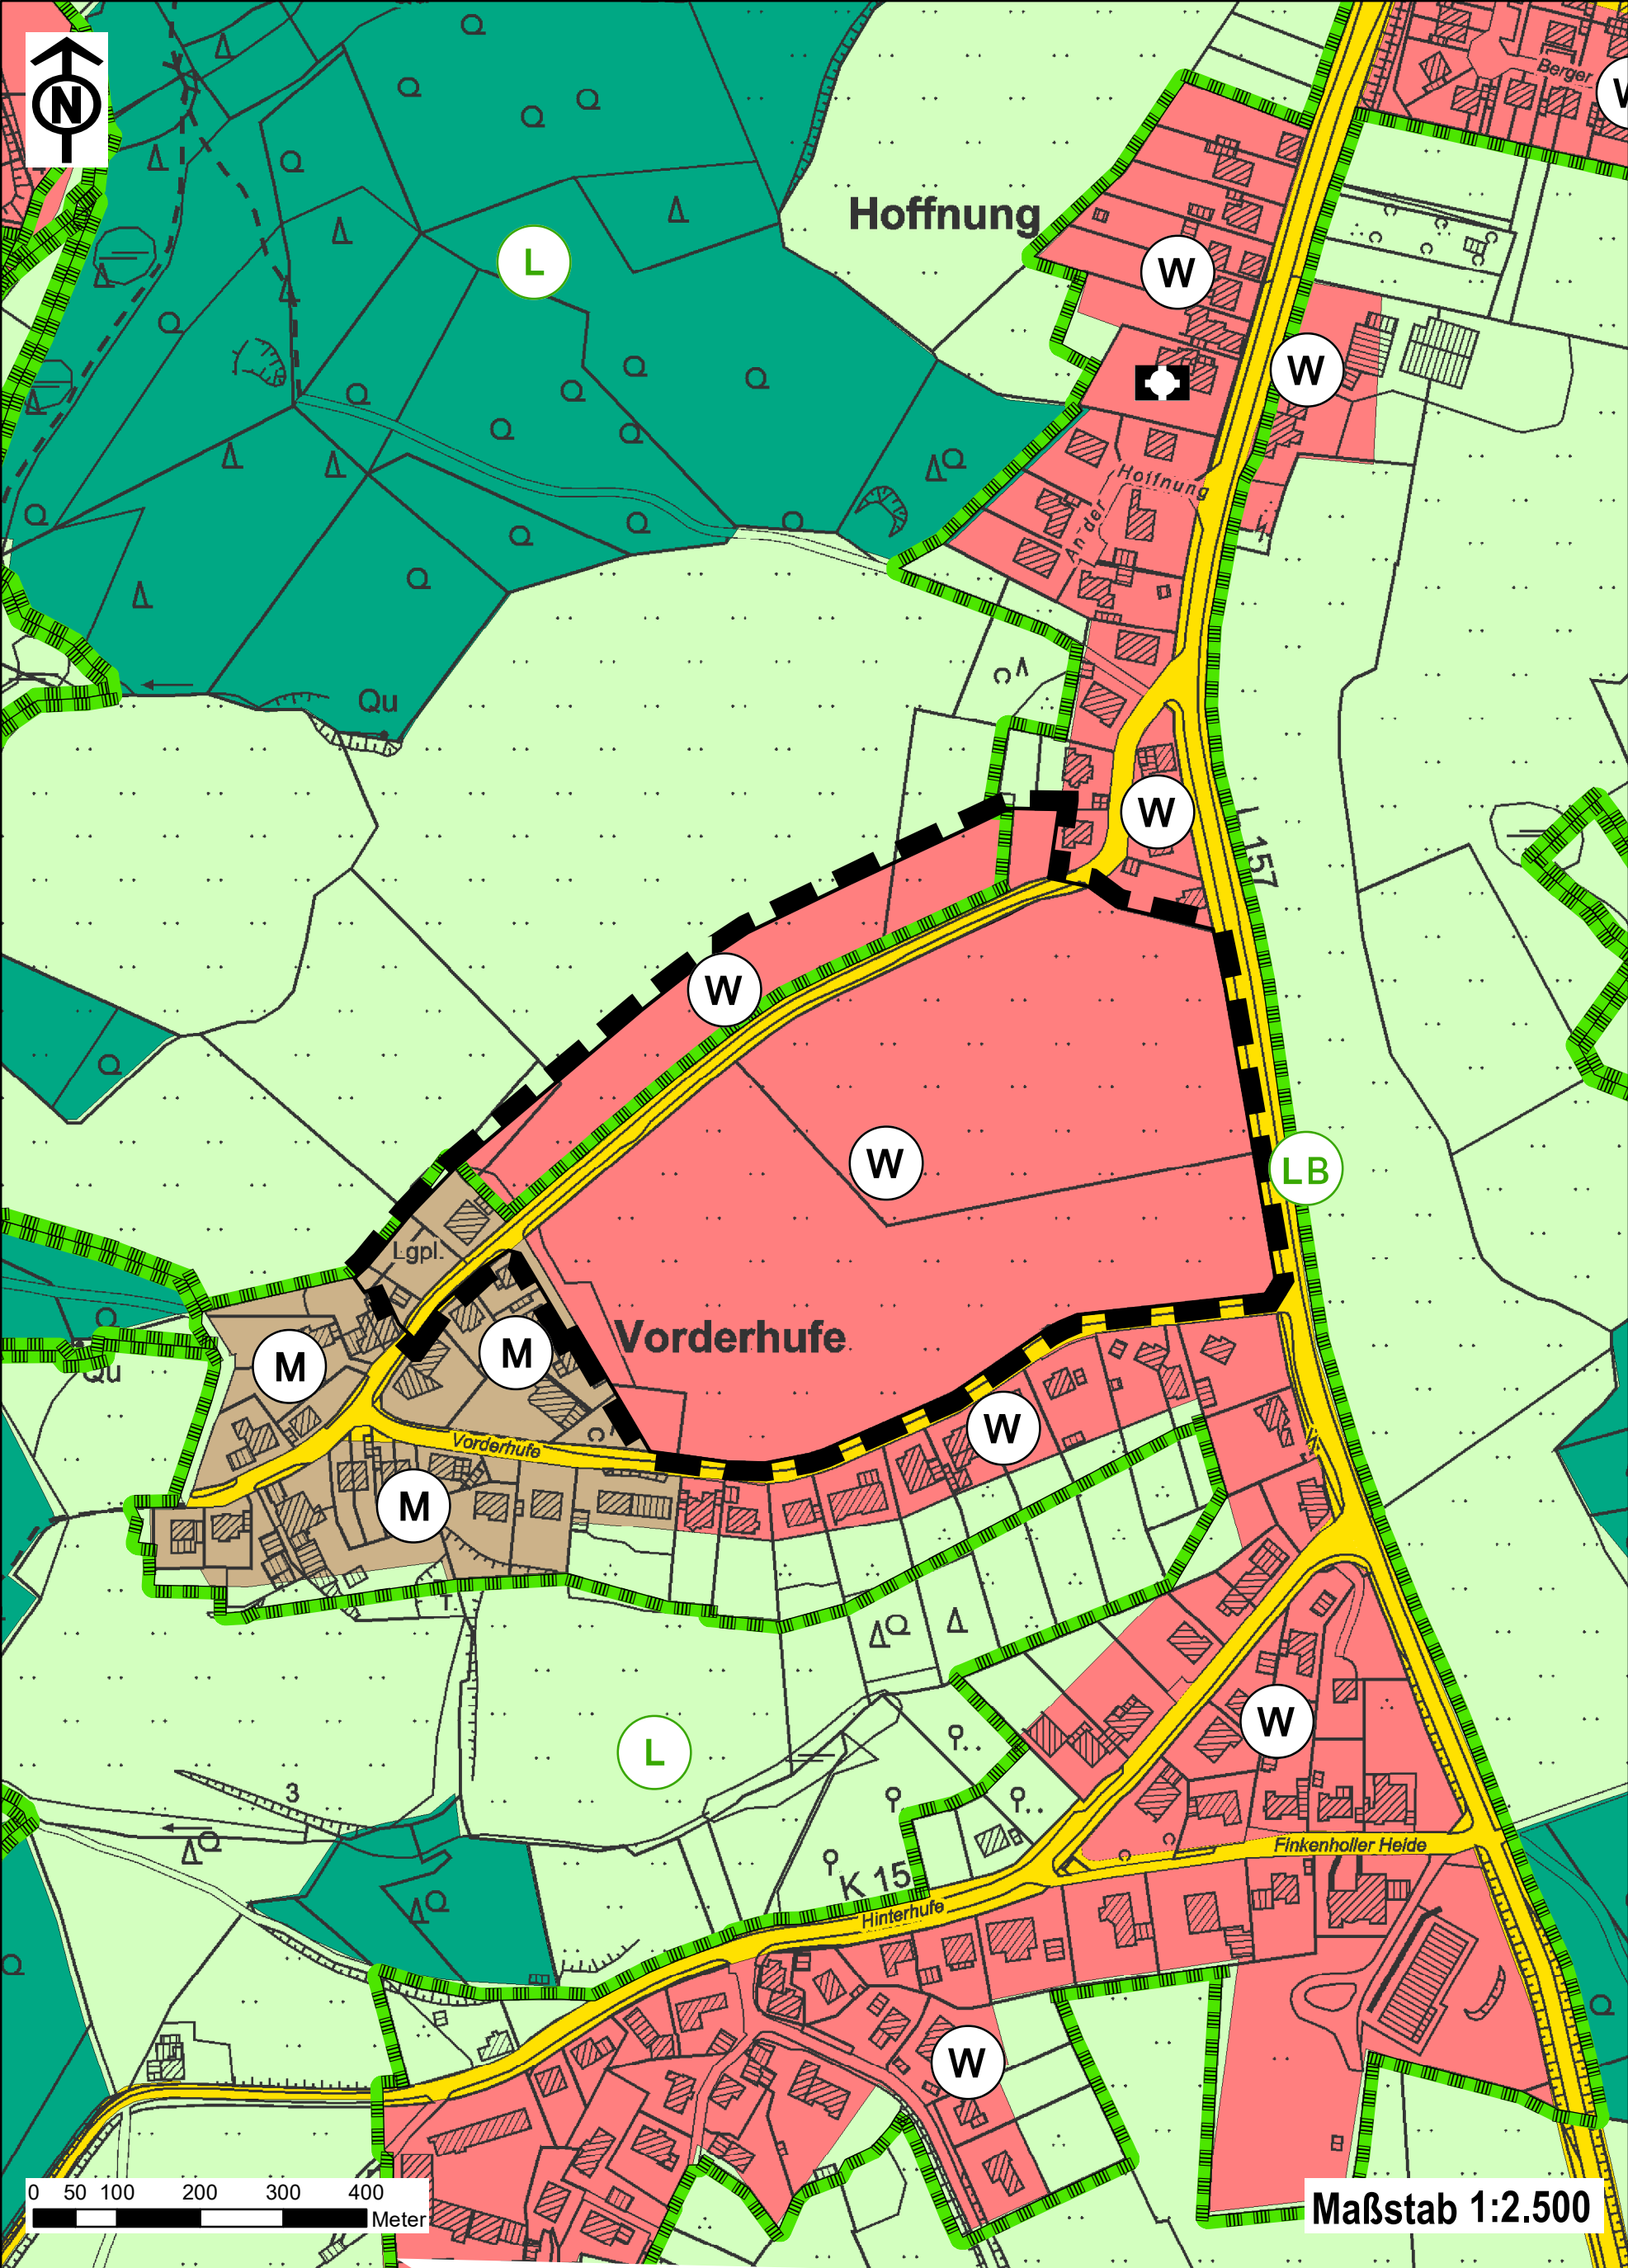 Berger
W
N
Hoffnung
L
W
W
Hoffnung
An der
Qu
W
L 157
W
W
LB
Lgpl.
Vorderhufe
M
M
Qu
W
Vorderhufe
M
W
L
3
Finkenholler Heide
K 15
Hinterhufe
W
0 50 100 200 300 400
Meter
Maßstab 1:2.500